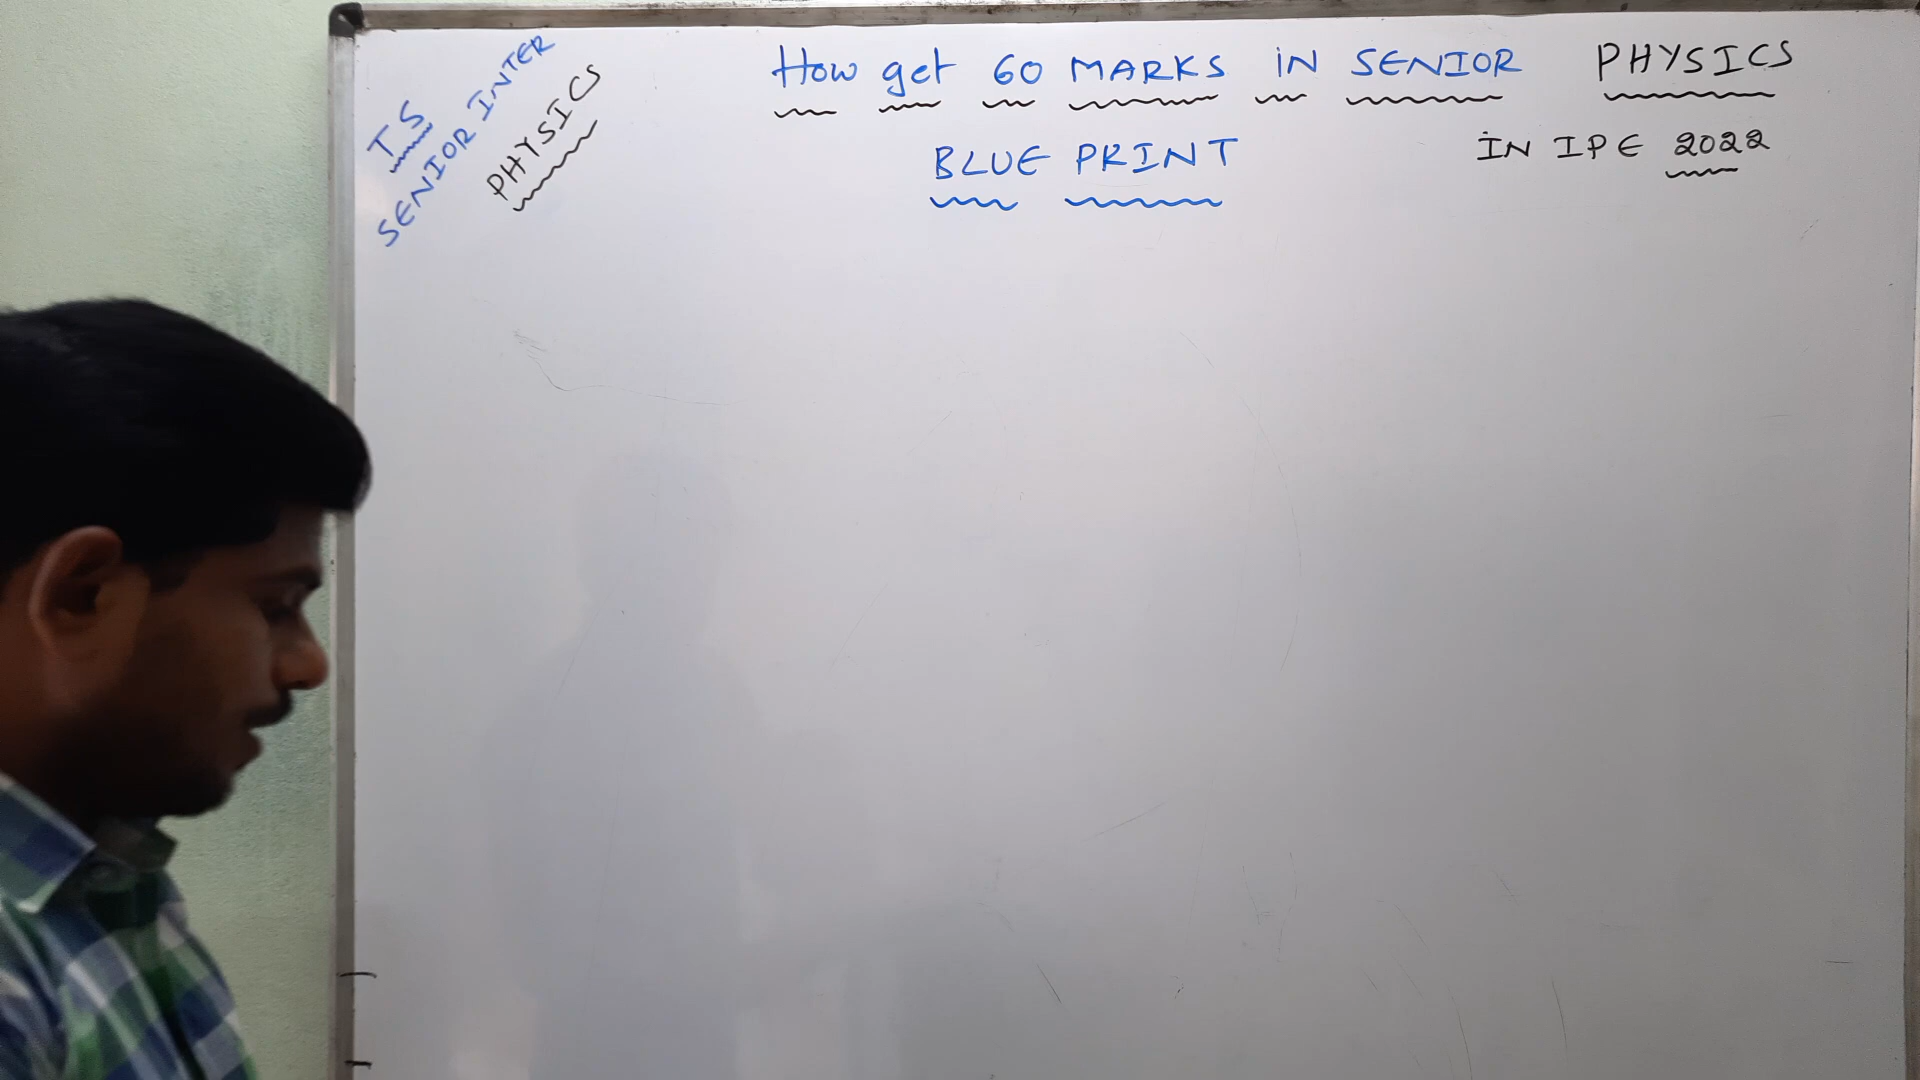 TS
SENIOR INTER
PHYSICS
How get 60 MARKS iN SENIOR PHYSICS
BLUE PRINT
iN IPE 2022